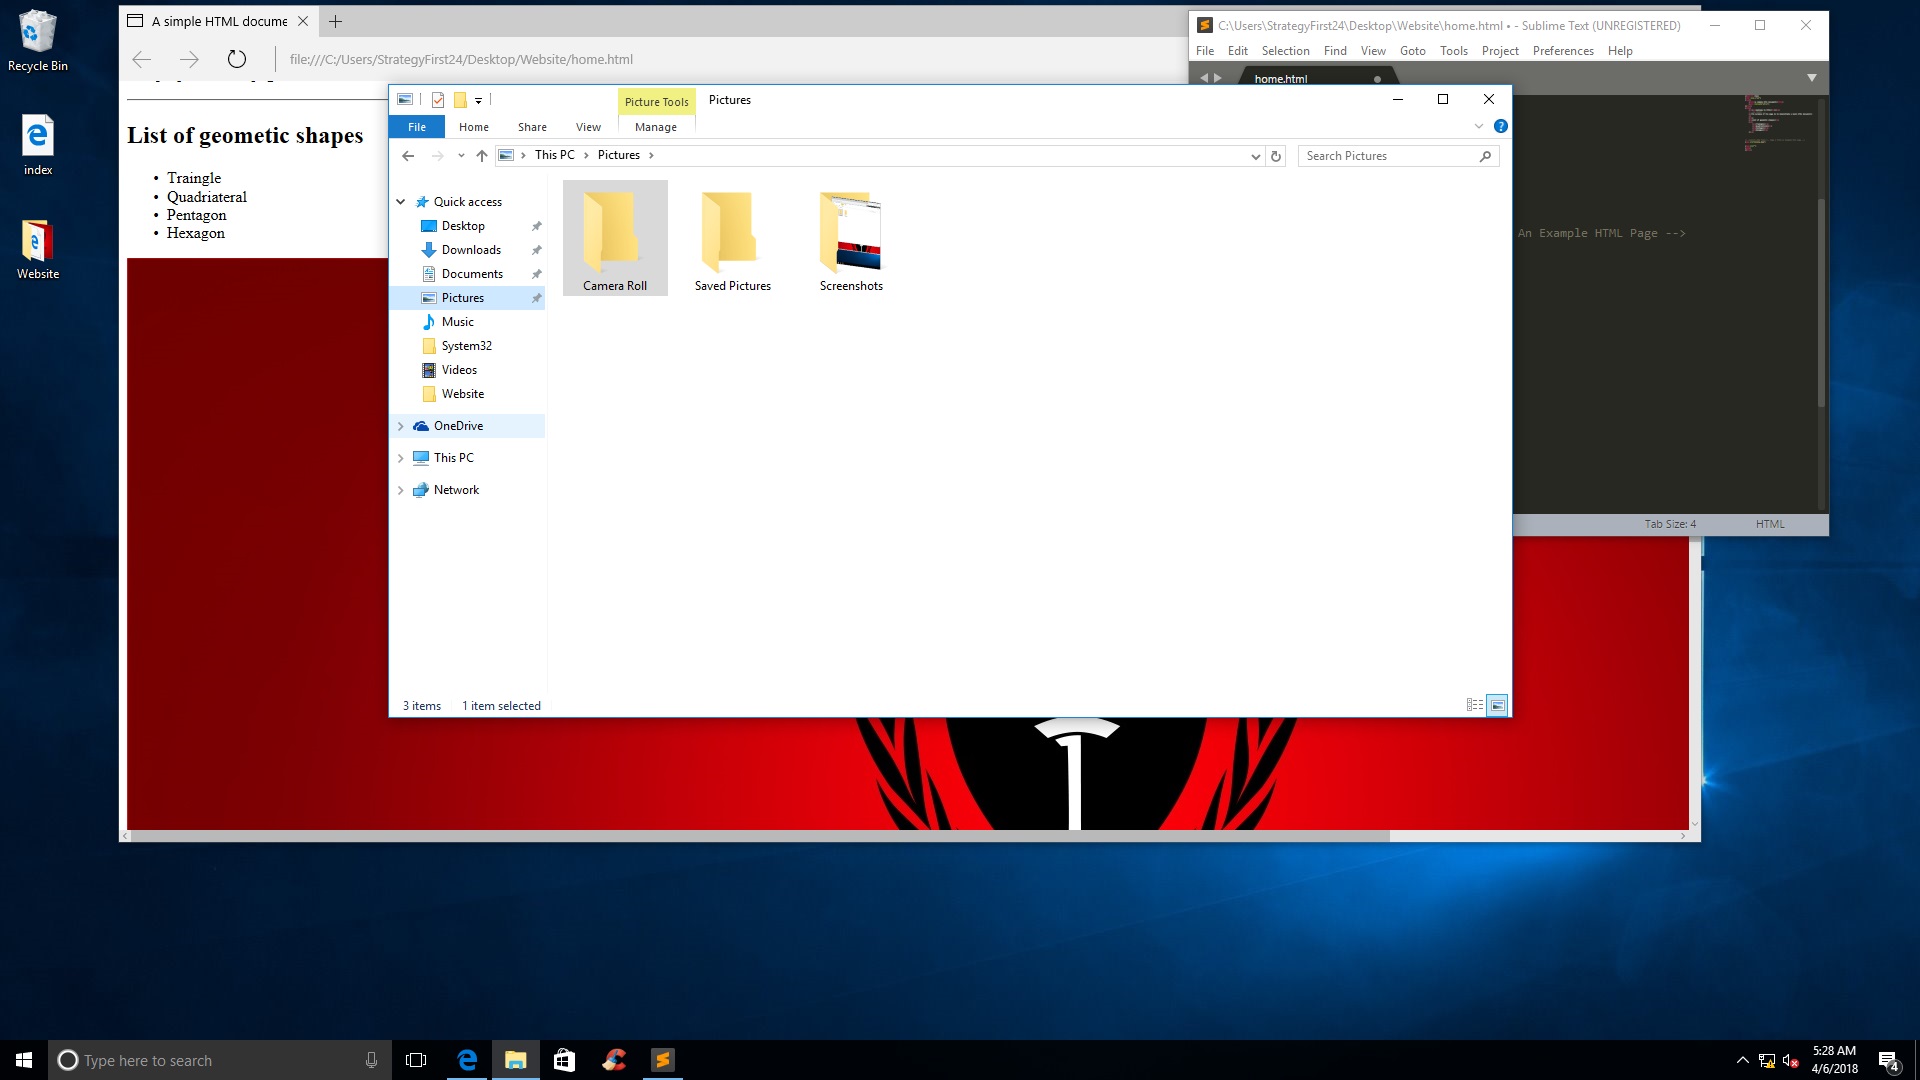 Recycle Bin
index
Website
A simple HTML docume
file:///C:/Users/StrategyFirst24/Desktop/Website/home.html
List of geometic shapes
• Traingle
• Quadriateral
• Pentagon
• Hexagon
C:\Users\StrategyFirst24\Desktop\Website\home.html • - Sublime Text (UNREGISTERED)
File Edit Selection Find View Goto Tools Project Preferences Help
home.html
An Example HTML Page -->
Tab Size: 4 HTML
Picture Tools Pictures
File Home Share View Manage
This PC Pictures
Search Pictures
Quick access
Desktop
Downloads
Documents
Pictures
Music
System32
Videos
Website
OneDrive
This PC
Network
Camera Roll
Saved Pictures
Screenshots
3 items 1 item selected
Type here to search
5:28 AM
4/6/2018
4